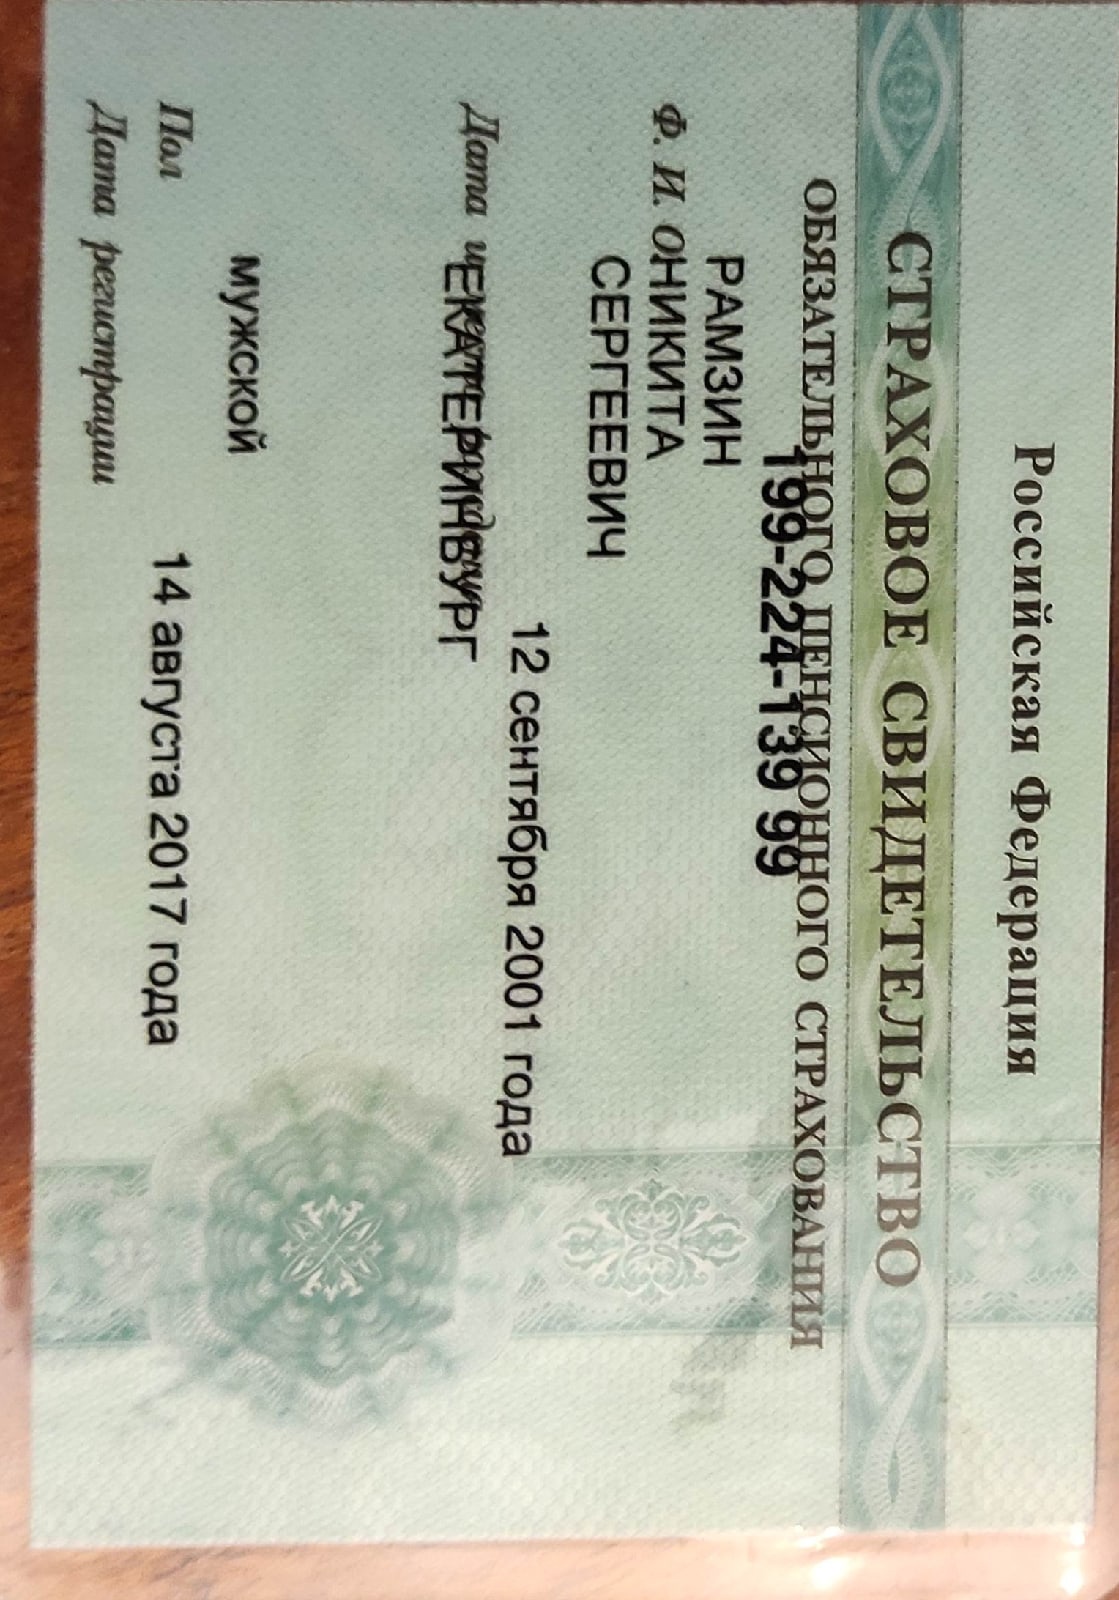 Российская Федерация
СТРАХОВОЕ СВИДЕТЕЛЬСТВО
ОБЯЗАТЕЛЬНОГО ПЕНСИОННОГО СТРАХОВАНИЯ
199-224-139 99
РАМЗИН
Ф. И. О НИКИТА
СЕРГЕЕВИЧ
12 сентября 2001 года
Дата и место рождения
ЕКАТЕРИНБУРГ
мужской
Пол
14 августа 2017 года
Дата регистрации